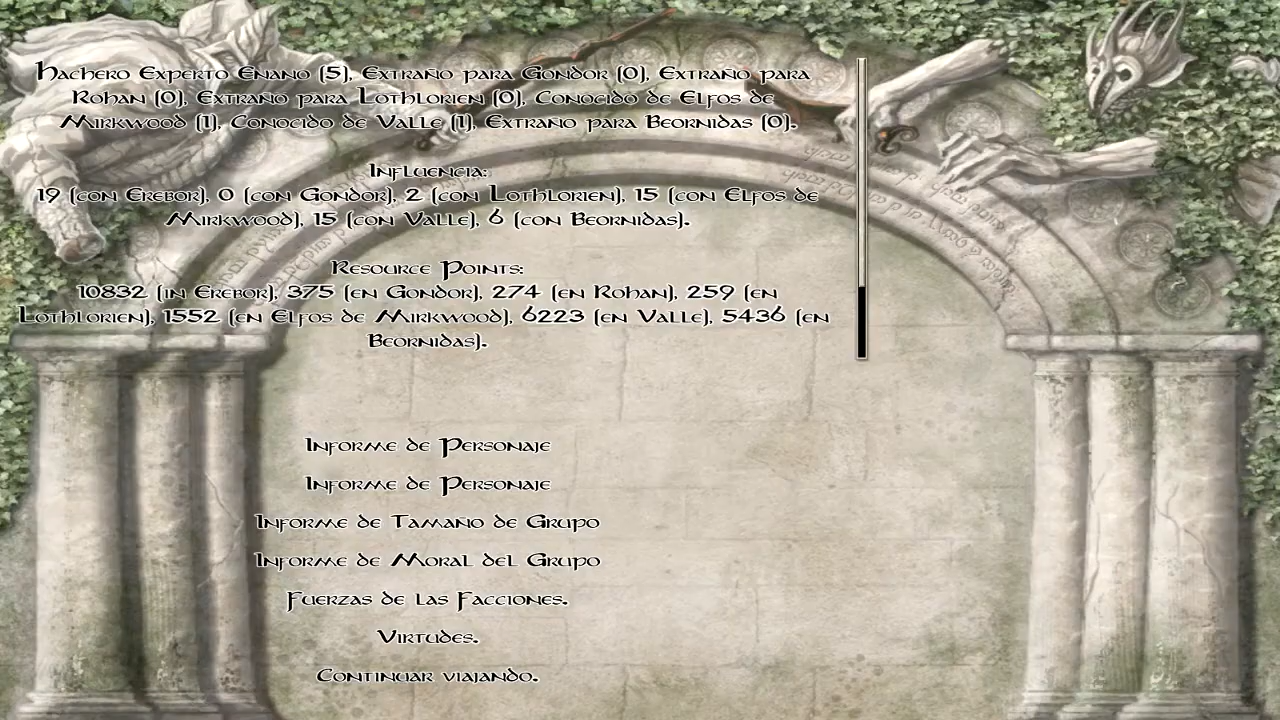 Hachero Experto Enano (5), Extraño para Gondor (0), Extraño para
Rohan (0), Extraño para Lothlorien (0), Conocido de Elfos de
Mirkwood (1), Conocido de Valle (1), Extraño para Beornidas (0).
Influencia:
19 (con Erebor), 0 (con Gondor), 2 (con Lothlorien), 15 (con Elfos de
Mirkwood), 15 (con Valle), 6 (con Beornidas).
Resource Points:
10832 (in Erebor), 375 (en Gondor), 274 (en Rohan), 259 (en
Lothlorien), 1552 (en Elfos de Mirkwood), 6223 (en Valle), 5436 (en
Beornidas).
Informe de Personaje
Informe de Personaje
Informe de Tamaño de Grupo
Informe de Moral del Grupo
Fuerzas de las Facciones.
Virtudes.
Continuar viajando.